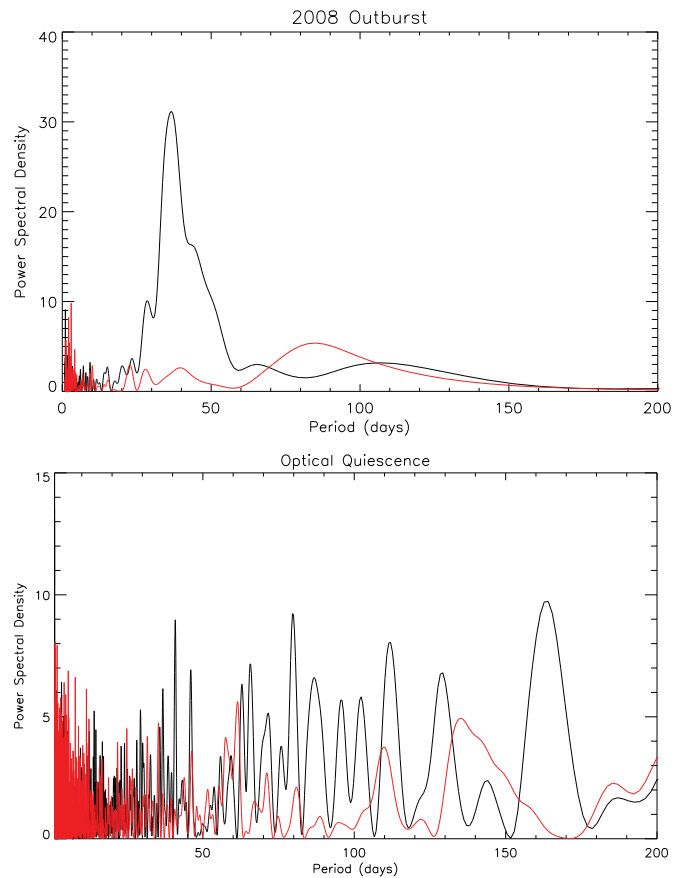 2008 Outburst
40
30
20
10
0
Power Spectral Density
0 50 100 150 200
Period (days)
Optical Quiescence
15
10
5
0
Power Spectral Density
50 100 150 200
Period (days)